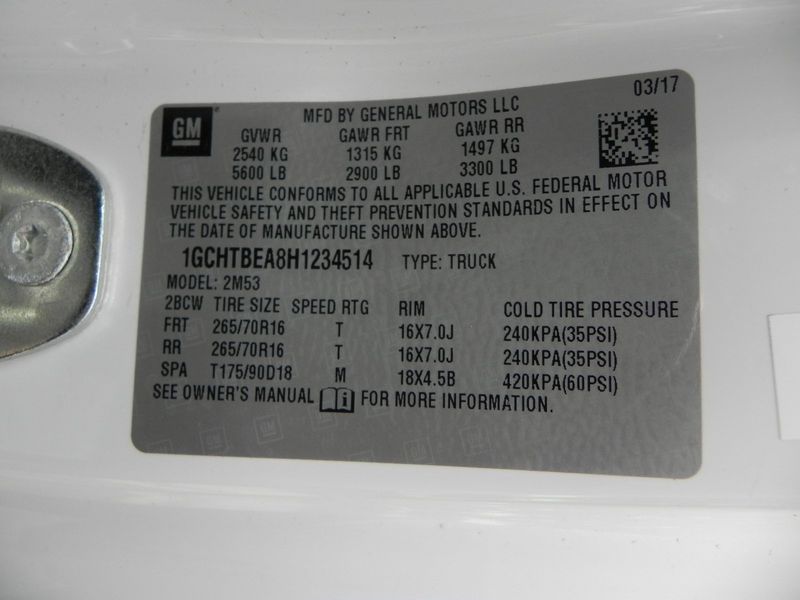 03/17
GM MFD BY GENERAL MOTORS LLC
GVWR GAWR FRT GAWR RR
2540 KG 1315 KG 1497 KG
5600 LB 2900 LB 3300 LB
THIS VEHICLE CONFORMS TO ALL APPLICABLE U.S. FEDERAL MOTOR
VEHICLE SAFETY AND THEFT PREVENTION STANDARDS IN EFFECT ON
THE DATE OF MANUFACTURE SHOWN ABOVE.
1GCHTBEA8H1234514 TYPE: TRUCK
MODEL: 2M53
2BCW TIRE SIZE SPEED RTG RIM COLD TIRE PRESSURE
FRT 265/70R16 T 16X7.0J 240KPA(35PSI)
RR 265/70R16 T 16X7.0J 240KPA(35PSI)
SPA T175/90D18 M 18X4.5B 420KPA(60PSI)
SEE OWNER'S MANUAL i FOR MORE INFORMATION.